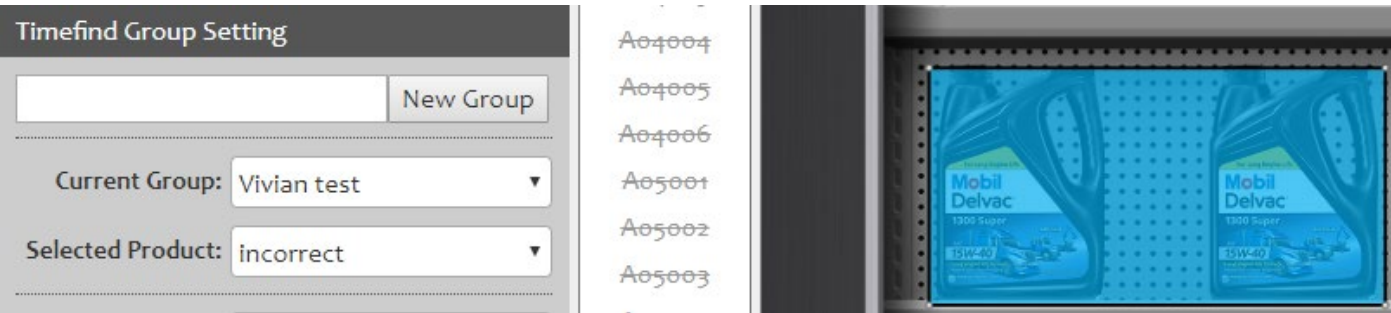 Timefind Group Setting
New Group
Current Group: Vivian test
Selected Product: incorrect
A04004
A04005
A04006
A05001
A05002
A05003
Mobil
Delvac
1300 Super
15W-40
Mobil
Delvac
1300 Super
15W-40